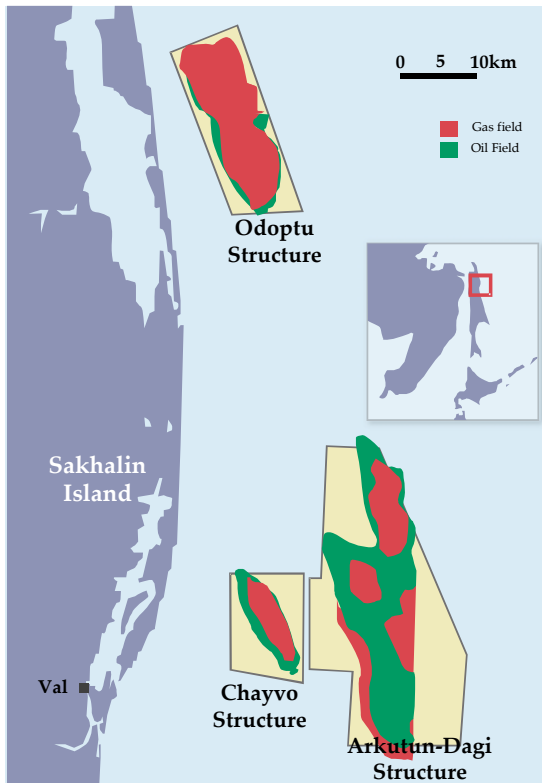 0 5 10km
Gas field
Oil Field
Odoptu
Structure
Sakhalin
Island
Val
Chayvo
Structure
Arkutun-Dagi
Structure